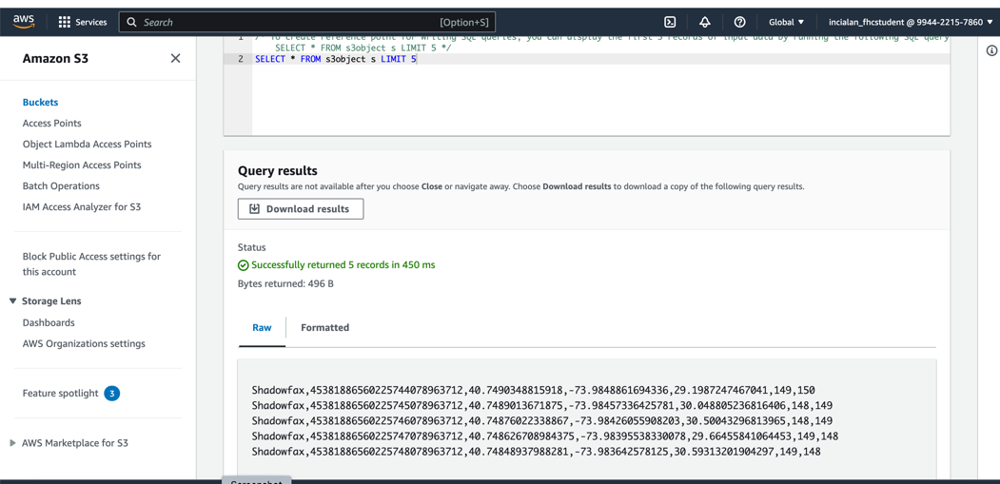 aws
Services
Search
[Option+S]
Global
incialan_fhcstudent @ 9944-2215-7860
Amazon S3
Buckets
Access Points
Object Lambda Access Points
Multi-Region Access Points
Batch Operations
IAM Access Analyzer for S3
Block Public Access settings for
this account
Storage Lens
Dashboards
AWS Organizations settings
Feature spotlight 3
AWS Marketplace for S3
1 /* To create reference point for writing SQL queries, you can display the first 5 records of input data by running the following SQL query
SELECT * FROM s3object s LIMIT 5 */
2 SELECT * FROM s3object s LIMIT 5
Query results
Query results are not available after you choose Close or navigate away. Choose Download results to download a copy of the following query results.
Download results
Status
Successfully returned 5 records in 450 ms
Bytes returned: 496 B
Raw
Formatted
Shadowfax,45381886560225744078963712,40.7490348815918,-73.9848861694336,29.1987247467041,149,150
Shadowfax,45381886560225745078963712,40.7489013671875,-73.98457336425781,30.048805236816406,148,149
Shadowfax,45381886560225746078963712,40.74876022338867,-73.98426055908203,30.50043296813965,148,149
Shadowfax,45381886560225747078963712,40.748626708984375,-73.98395538330078,29.66455841064453,149,148
Shadowfax,45381886560225748078963712,40.74848937988281,-73.983642578125,30.59313201904297,149,148
Screenshot